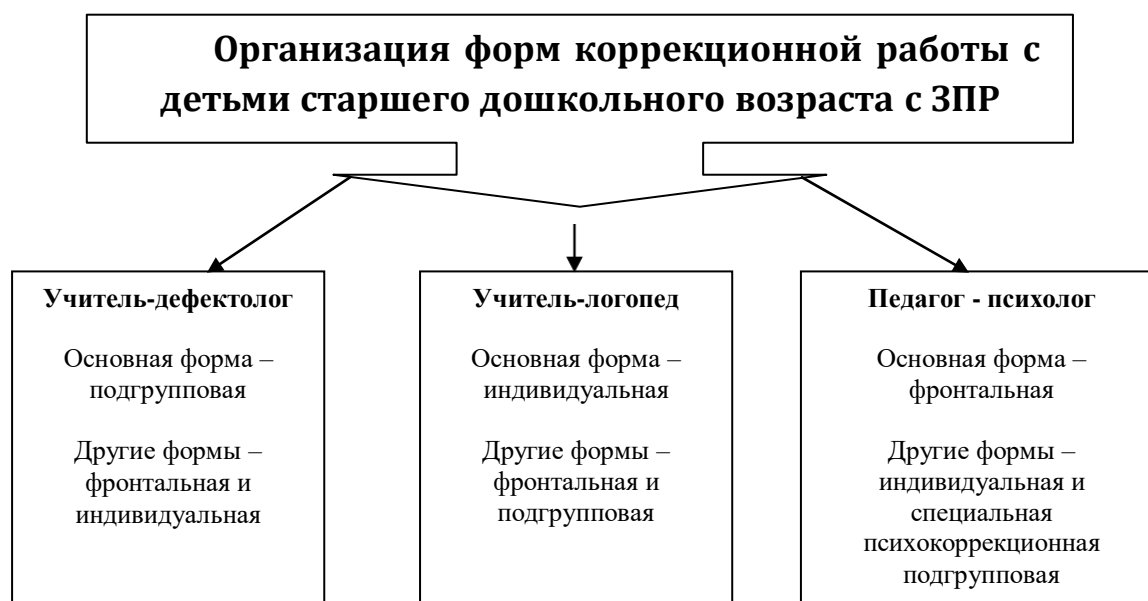 Организация форм коррекционной работы с
детьми старшего дошкольного возраста с ЗПР
Учитель-дефектолог
Основная форма –
подгрупповая
Другие формы –
фронтальная и
индивидуальная
Учитель-логопед
Основная форма –
индивидуальная
Другие формы –
фронтальная и
подгрупповая
Педагог - психолог
Основная форма –
фронтальная
Другие формы –
индивидуальная и
специальная
психокоррекционная
подгрупповая